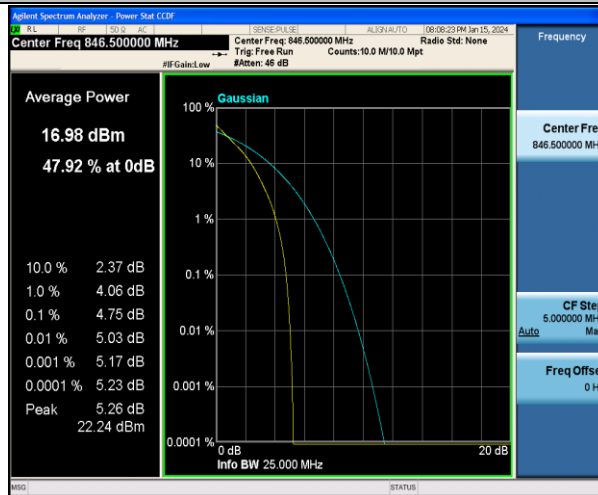 Agilent Spectrum Analyzer - Power Stat CCDF
RL RF 50 Ω AC SENSE:PULSE ALIGN AUTO 08:08:23 PM Jan 15, 2024
Center Freq 846.500000 MHz
Center Freq: 846.500000 MHz Radio Std: None
Trig: Free Run Counts:10.0 M/10.0 Mpt
#IFGain:Low #Atten: 46 dB
Frequency
Center Fre
846.500000 MH
CF Ste
5.000000 MH
Auto Ma
Freq Offse
0 H
Average Power
16.98 dBm
47.92 % at 0dB
10.0 % 2.37 dB
1.0 % 4.06 dB
0.1 % 4.75 dB
0.01 % 5.03 dB
0.001 % 5.17 dB
0.0001 % 5.23 dB
Peak 5.26 dB
22.24 dBm
Gaussian
100 %
10 %
1 %
0.1 %
0.01 %
0.001 %
0.0001 %
0 dB 20 dB
Info BW 25.000 MHz
MSG STATUS